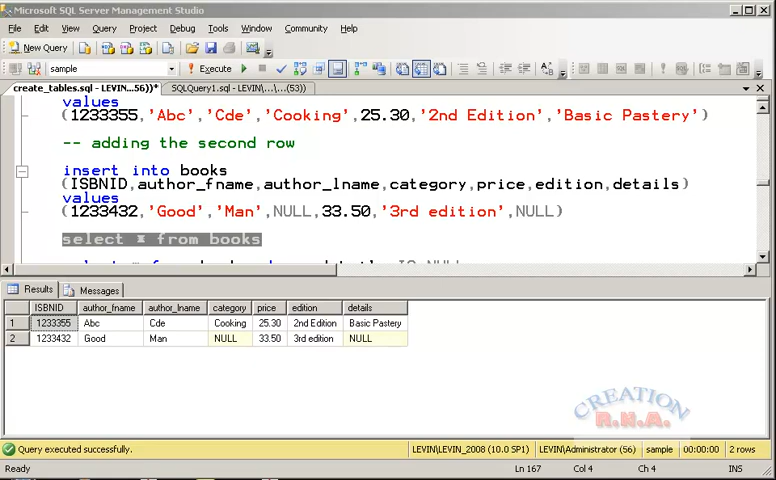 Microsoft SQL Server Management Studio
File Edit View Query Project Debug Tools Window Community Help
New Query
sample Execute
create_tables.sql - LEVIN...56))* SQLQuery1.sql - LEVIN\...(53))
values
(1233355,'Abc','Cde','Cooking',25.30,'2nd Edition','Basic Pastery')
-- adding the second row
insert into books
(ISBNID,author_fname,author_lname,category,price,edition,details)
values
(1233432,'Good','Man',NULL,33.50,'3rd edition',NULL)
select * from books
Results Messages
ISBNID author_fname author_lname category price edition details
1 1233355 Abc Cde Cooking 25.30 2nd Edition Basic Pastery
2 1233432 Good Man NULL 33.50 3rd edition NULL
CREATION
R.N.A.
Query executed successfully. LEVIN\LEVIN_2008 (10.0 SP1) LEVIN\Administrator (56) sample 00:00:00 2 rows
Ready Ln 167 Col 4 Ch 4 INS